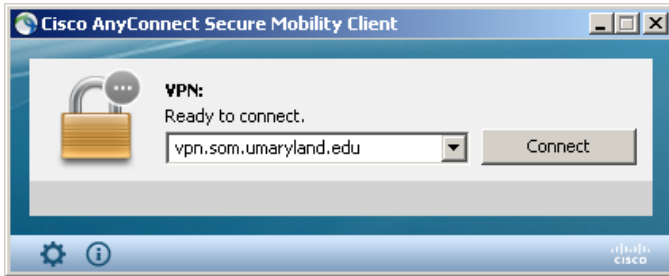 Cisco AnyConnect Secure Mobility Client
VPN:
Ready to connect.
vpn.som.umaryland.edu
Connect
cisco